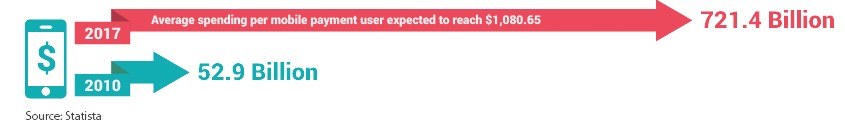 Average spending per mobile payment user expected to reach $1,080.65
721.4 Billion
2017
$
52.9 Billion
2010
Source: Statista